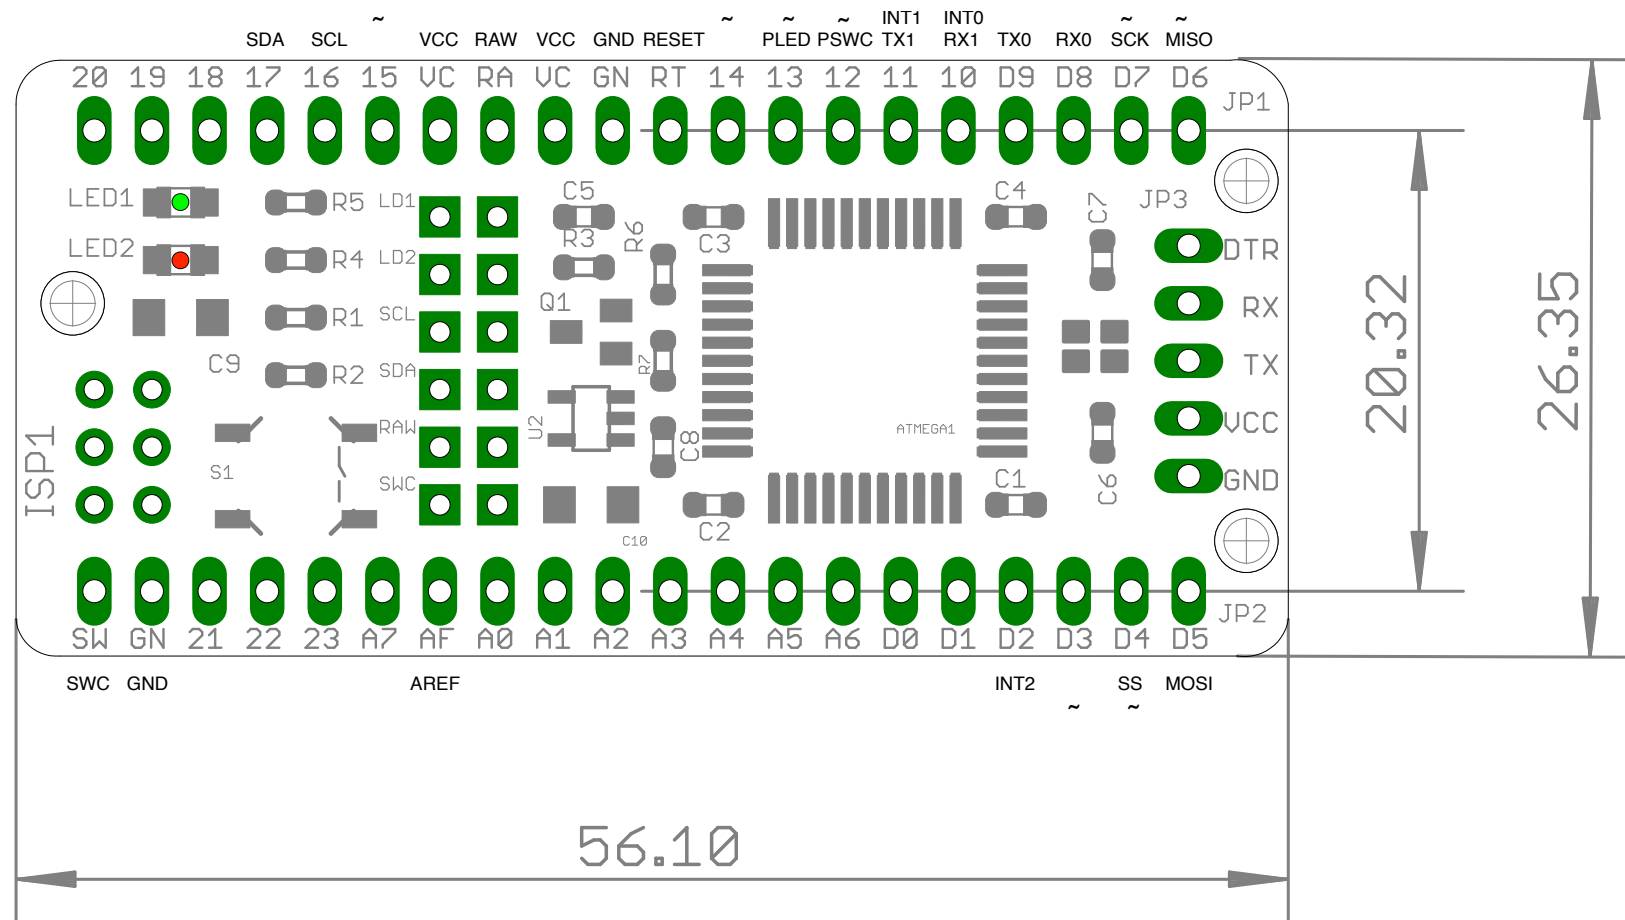 ~ ~ ~ ~ INT1 INT0 ~ ~
SDA SCL VCC RAW VCC GND RESET PLED PSWC TX1 RX1 TX0 RX0 SCK MISO
20 19 18 17 16 15 VC RA VC GN RT 14 13 12 11 10 D9 D8 D7 D6
JP1
LED1 R5 LD1 C5 C4 C7 JP3
R3 R6 C3
LED2 R4 LD2 DTR
Q1
R1 SCL RX
C9 R2 SDA R7 TX
20.32
26.35
ISP1
RAW U2 C8 ATMEGA1 VCC
S1 SWC C1 C6 GND
C10 C2
JP2
SW GN 21 22 23 A7 AF A0 A1 A2 A3 A4 A5 A6 D0 D1 D2 D3 D4 D5
SWC GND AREF INT2 SS MOSI
~ ~
56.10